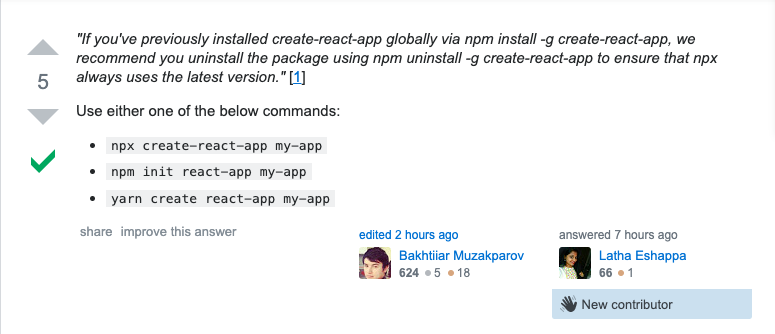 "If you've previously installed create-react-app globally via npm install -g create-react-app, we
recommend you uninstall the package using npm uninstall -g create-react-app to ensure that npx
always uses the latest version." [1]
5
Use either one of the below commands:
• npx create-react-app my-app
• npm init react-app my-app
• yarn create react-app my-app
share improve this answer
edited 2 hours ago
Bakhtiiar Muzakparov
624 ● 5 ● 18
answered 7 hours ago
Latha Eshappa
66 ● 1
New contributor